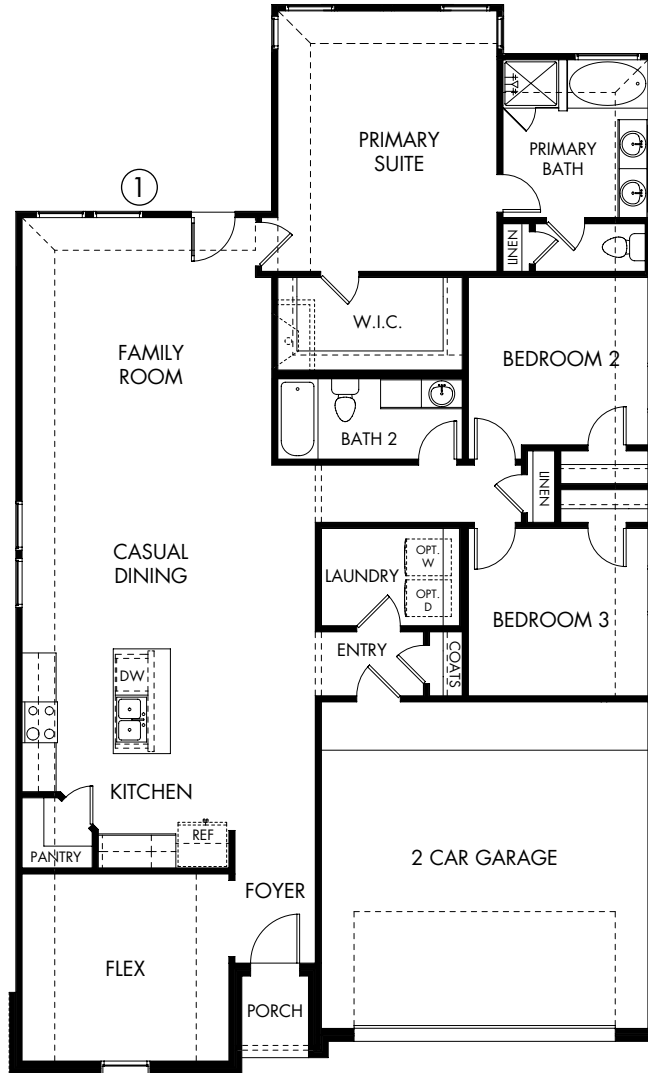 PRIMARY
SUITE
PRIMARY
BATH
1
LINEN
W.I.C.
FAMILY
ROOM
BEDROOM 2
BATH 2
LINEN
CASUAL
DINING
LAUNDRY
OPT.
W
OPT.
D
BEDROOM 3
ENTRY
COATS
DW
KITCHEN
REF
PANTRY
2 CAR GARAGE
FOYER
FLEX
PORCH